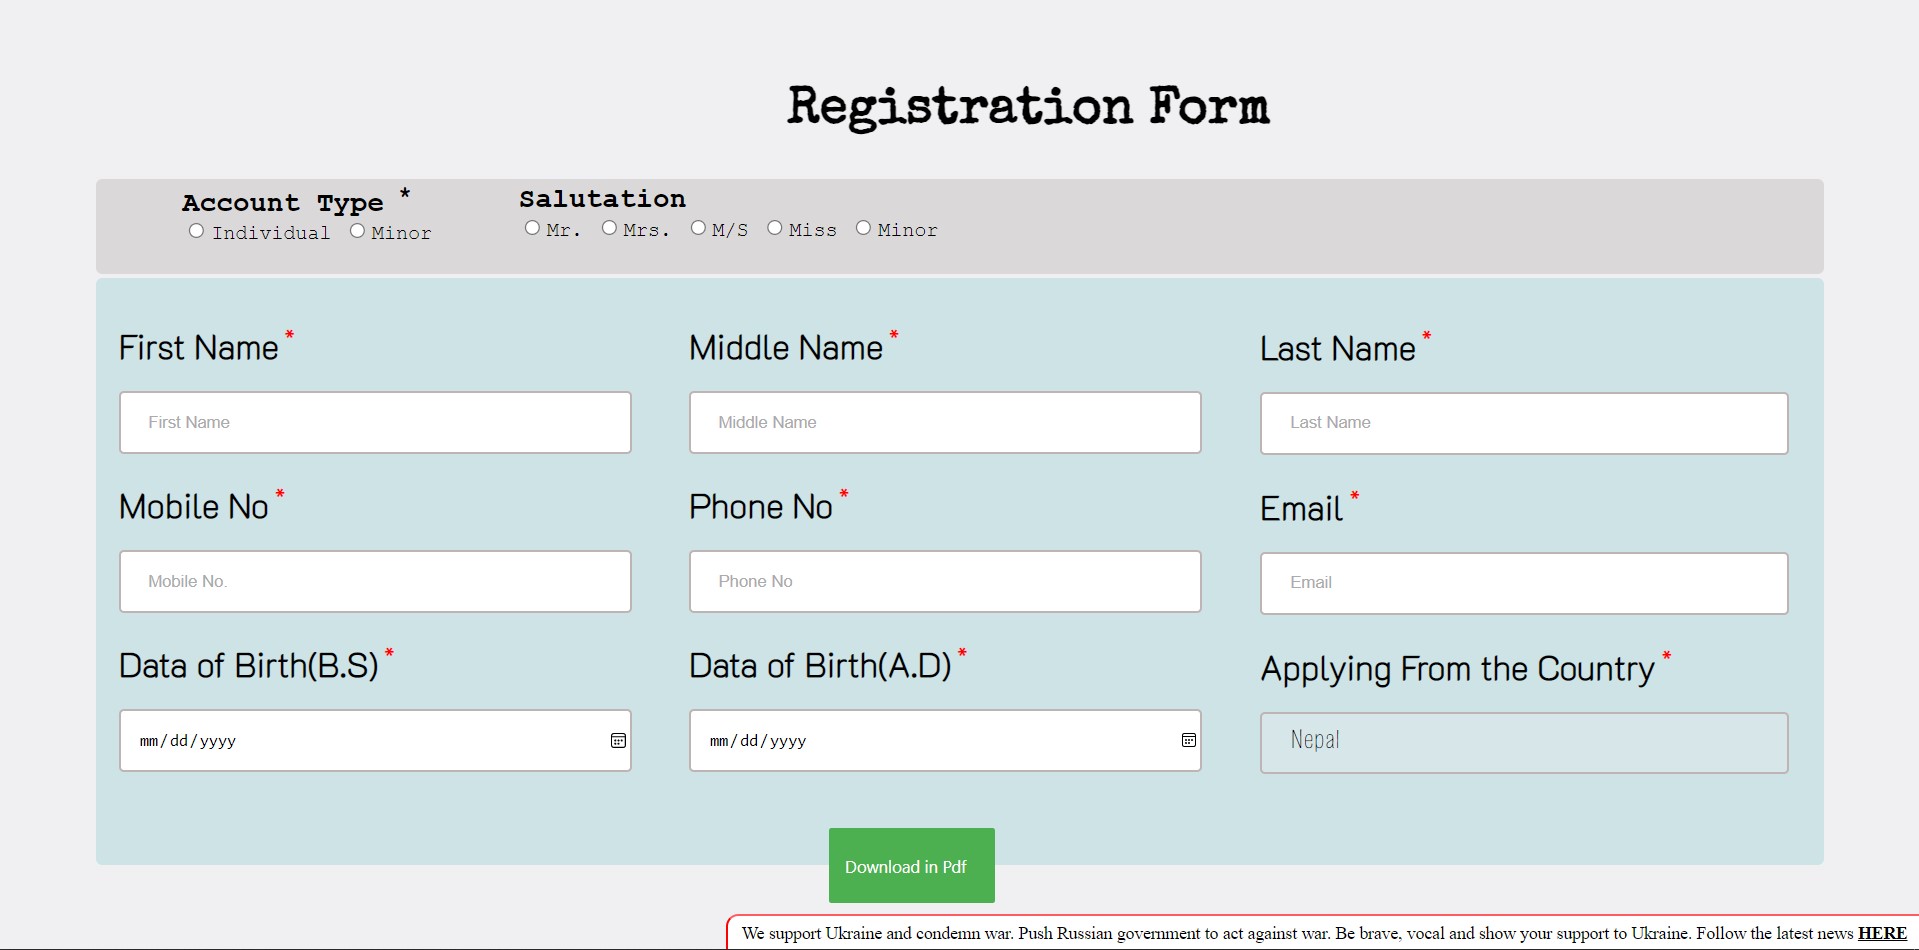 Registration Form
Account Type *
Salutation
Individual Minor
Mr. Mrs. M/S Miss Minor
First Name *
Middle Name *
Last Name *
First Name
Middle Name
Last Name
Mobile No *
Phone No *
Email *
Mobile No.
Phone No
Email
Data of Birth(B.S) *
Data of Birth(A.D) *
Applying From the Country *
mm/dd/yyyy
mm/dd/yyyy
Nepal
Download in Pdf
We support Ukraine and condemn war. Push Russian government to act against war. Be brave, vocal and show your support to Ukraine. Follow the latest news HERE